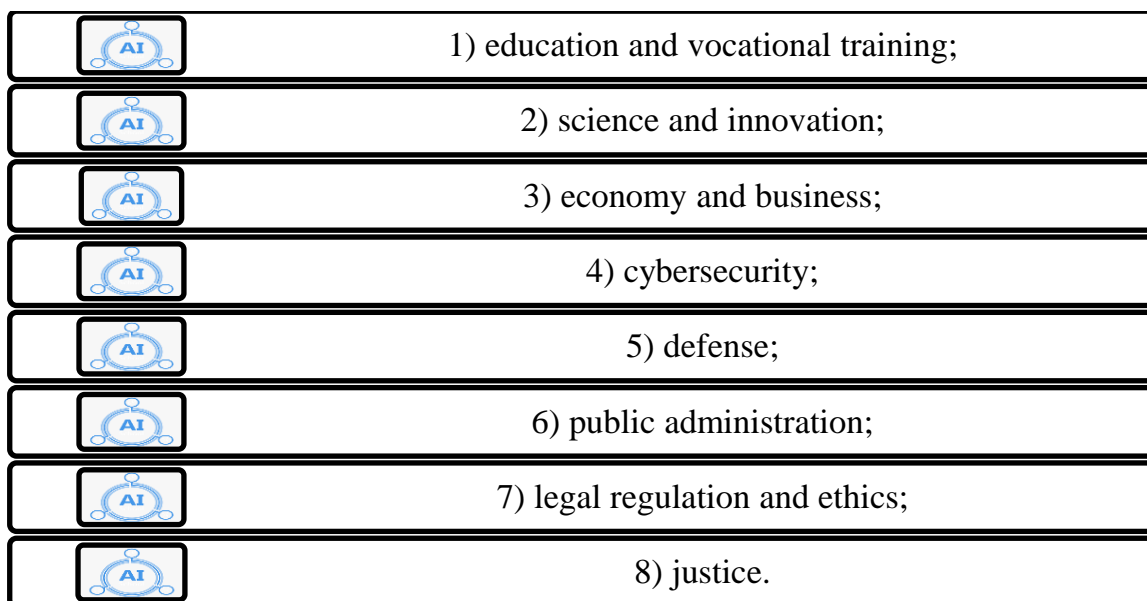 AI 1) education and vocational training;
AI 2) science and innovation;
AI 3) economy and business;
AI 4) cybersecurity;
AI 5) defense;
AI 6) public administration;
AI 7) legal regulation and ethics;
AI 8) justice.